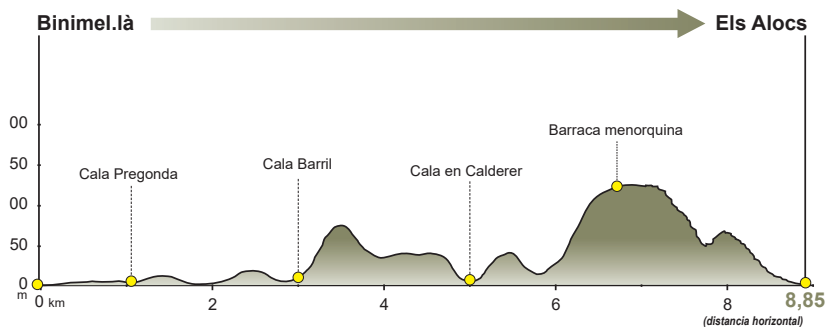 Binimel.là
Els Alocs
00
50
00
50
0
m
Cala Pregonda
Cala Barril
Cala en Calderer
Barraca menorquina
0 km
2
4
6
8
8,85
(distancia horizontal)